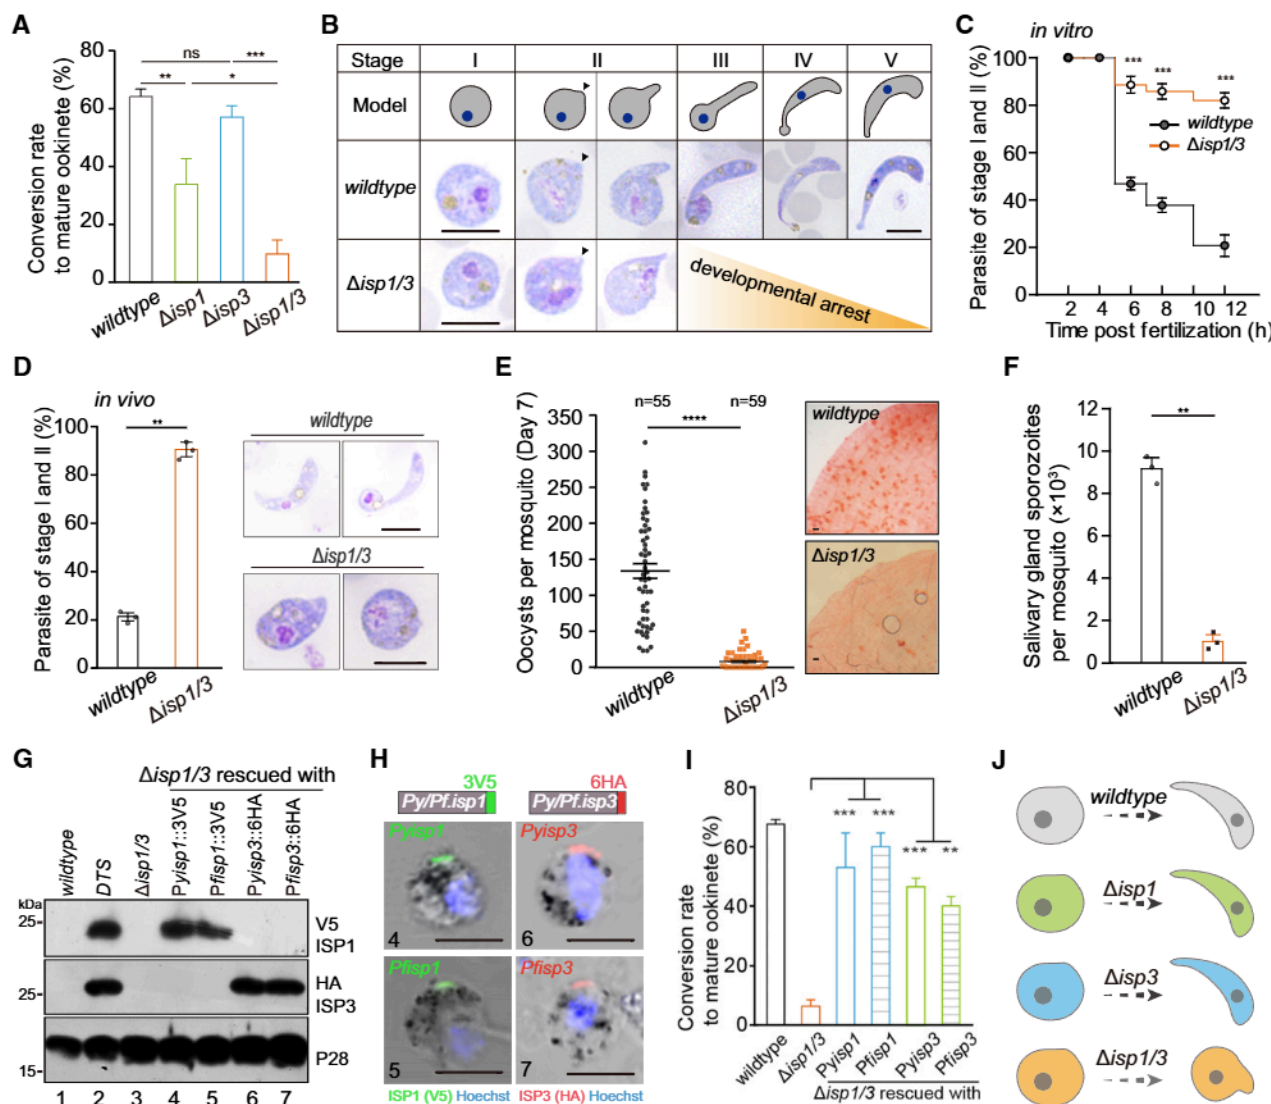 A
Conversion rate
to mature ookinete (%)
80
60
40
20
0
ns
***
**
*
wildtype
Δisp1
Δisp3
Δisp1/3
B
Stage I II III IV V
Model
wildtype
Δisp1/3
developmental arrest
C
in vitro
Parasite of stage I and II (%)
100
80
60
40
20
0
*** *** ***
wildtype
Δisp1/3
2 4 6 8 10 12
Time post fertilization (h)
D
in vivo
Parasite of stage I and II (%)
100
80
60
40
20
0
**
wildtype
Δisp1/3
wildtype
Δisp1/3
E
Oocysts per mosquito (Day 7)
350
300
250
200
150
100
50
0
n=55 n=59
****
wildtype
Δisp1/3
wildtype
Δisp1/3
F
Salivary gland sporozoites
per mosquito (×10³)
12
10
8
6
4
2
0
**
wildtype
Δisp1/3
G
Δisp1/3 rescued with
wildtype
DTS
Δisp1/3
Pyisp1::3V5
Pfisp1::3V5
Pyisp3::6HA
Pfisp3::6HA
kDa
25-
V5
ISP1
25-
HA
ISP3
15-
P28
1 2 3 4 5 6 7
H
3V5 6HA
Py/Pf.isp1 Py/Pf.isp3
Pyisp1 Pyisp3
4 6
Pfisp1 Pfisp3
5 7
ISP1 (V5) Hoechst ISP3 (HA) Hoechst
I
Conversion rate
to mature ookinete (%)
80
60
40
20
0
*** ***
*** **
wildtype
Δisp1/3
Pyisp1
Pfisp1
Pyisp3
Pfisp3
Δisp1/3 rescued with
J
wildtype
Δisp1
Δisp3
Δisp1/3